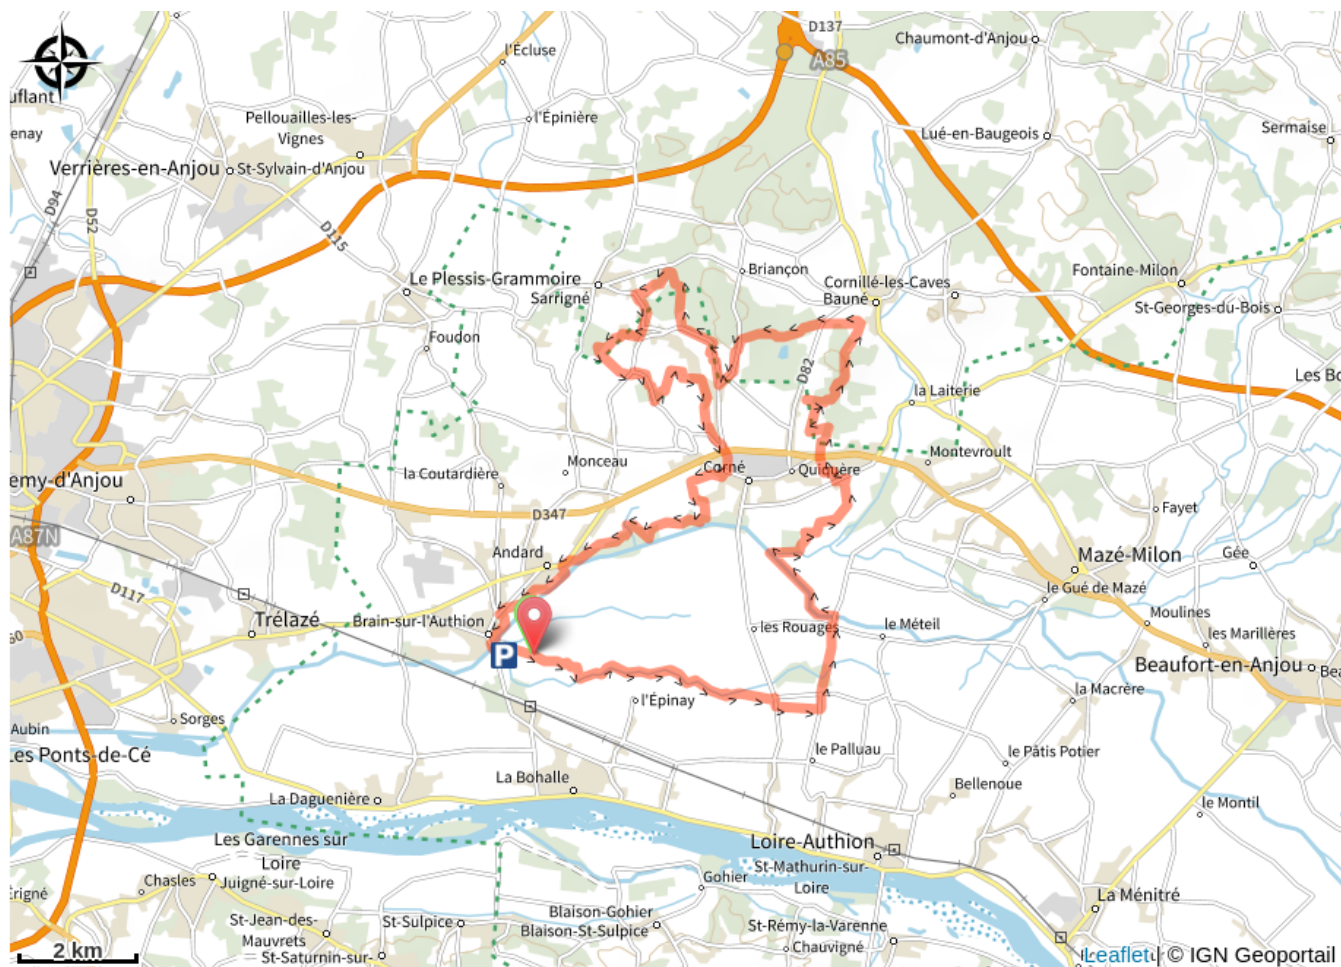 D137
Chaumont-d'Anjou
A85
l'Écluse
uflant
enay
Pellouailles-les-
Vignes
l'Épinière
Lué-en-Baugeois
Sermaise
Verrières-en-Anjou
St-Sylvain-d'Anjou
D94
D52
D115
Le Plessis-Grammoire
Sarrigné
Briançon
Cornillé-les-Caves
Bauné
Fontaine-Milon
St-Georges-du-Bois
Foudon
D82
la Laiterie
Les Bo
Montevroult
emy-d'Anjou
la Coutardière
Monceau
Corné
Quiquère
D347
Fayet
A87N
Andard
Mazé-Milon
Gée
D117
le Gué de Mazé
Trélazé
Brain-sur-l'Authion
les Rouages
le Méteil
Moulines
les Marillères
P
Beaufort-en-Anjou
Bea
l'Épinay
la Macrère
Sorges
Aubin
Les Ponts-de-Cé
le Palluau
le Pâtis Potier
La Bohalle
Bellenoue
La Daguenière
le Montil
Les Garennes sur
Loire
Loire-Authion
St-Mathurin-sur-
Loire
Chasles
Juigné-sur-Loire
Gohier
La Ménitré
Érigné
St-Jean-des-
Mauvrets
St-Sulpice
Blaison-Gohier
Blaison-St-Sulpice
St-Rémy-la-Varenne
Chauvigné
St-Saturnin-sur-
2 km
Leaflet | © IGN Geoportail